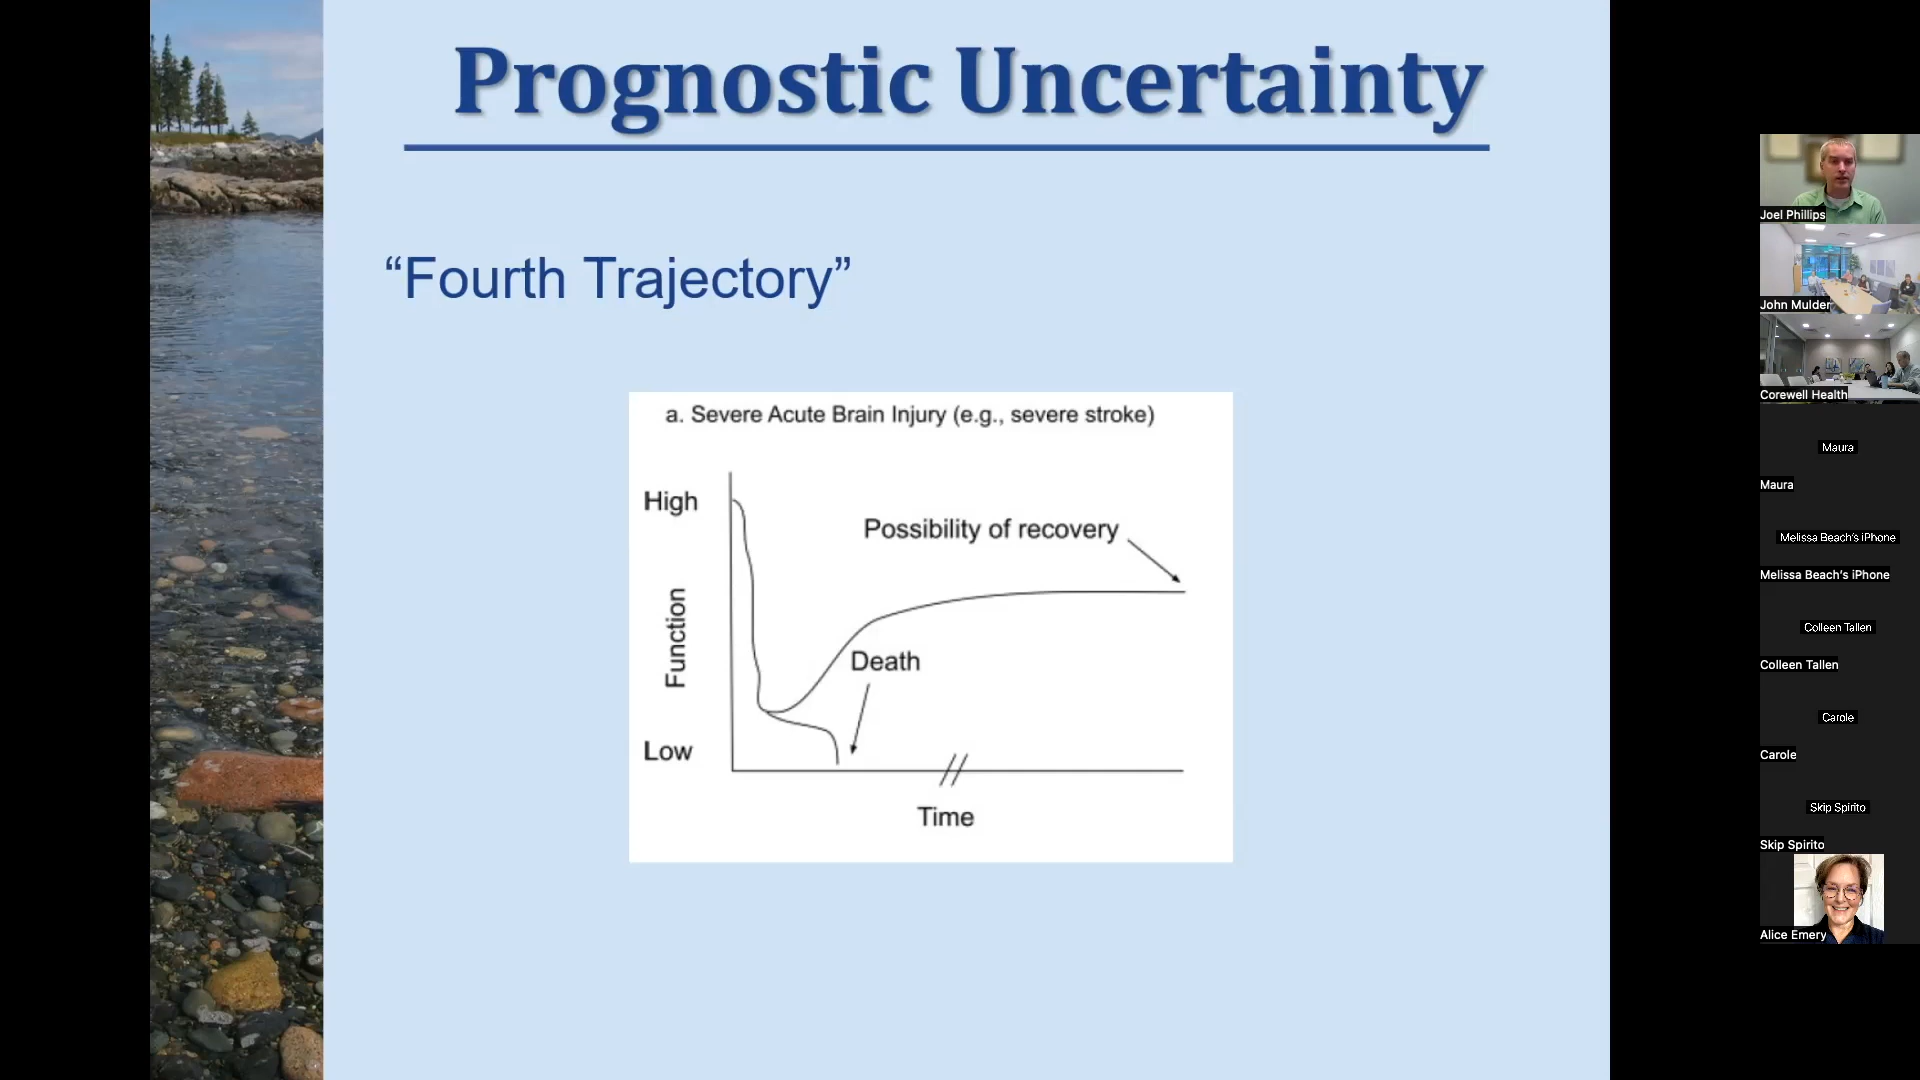 Prognostic Uncertainty
“Fourth Trajectory”
a. Severe Acute Brain Injury (e.g., severe stroke)
High
Possibility of recovery
Function
Death
Low
Time
Joel Phillips
John Mulder
Corewell Health
Maura
Maura
Melissa Beach’s iPhone
Melissa Beach’s iPhone
Colleen Tallen
Colleen Tallen
Carole
Carole
Skip Spirito
Skip Spirito
Alice Emery